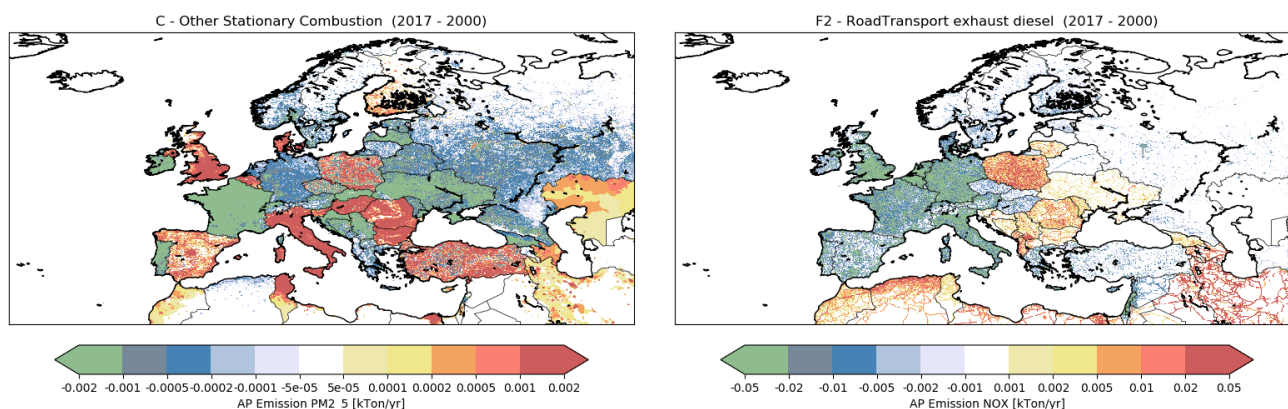 C - Other Stationary Combustion (2017 - 2000)
-0.002 -0.001 -0.0005 -0.0002 -0.0001 -5e-05 5e-05 0.0001 0.0002 0.0005 0.001 0.002
AP Emission PM2_5 [kTon/yr]
F2 - RoadTransport exhaust diesel (2017 - 2000)
-0.05 -0.02 -0.01 -0.005 -0.002 -0.001 0.001 0.002 0.005 0.01 0.02 0.05
AP Emission NOX [kTon/yr]